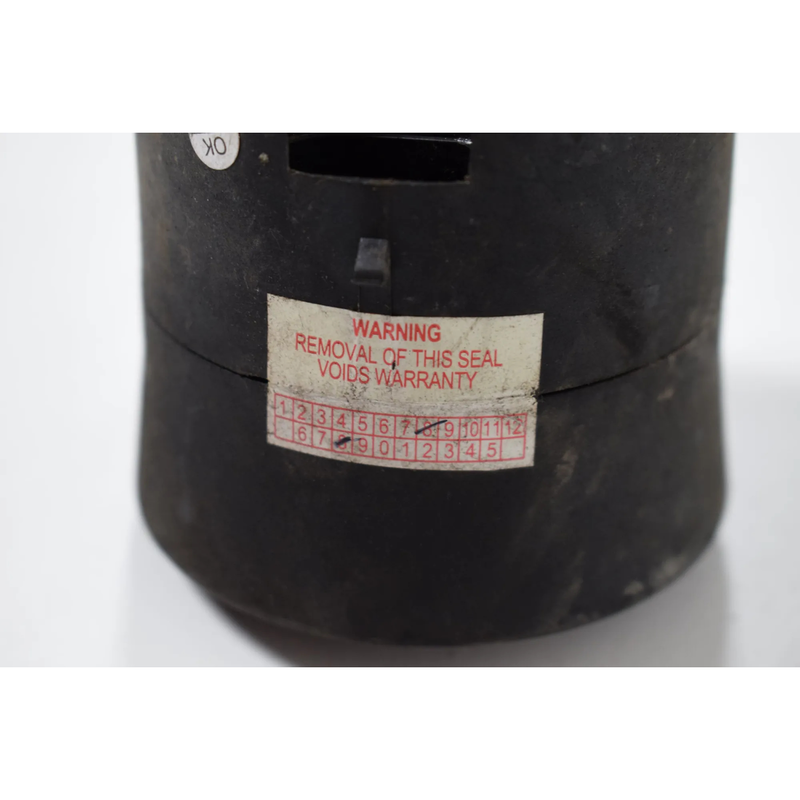 OK
WARNING
REMOVAL OF THIS SEAL
VOIDS WARRANTY
1 2 3 4 5 6 7 8 9 10 11 12
6 7 8 9 0 1 2 3 4 5